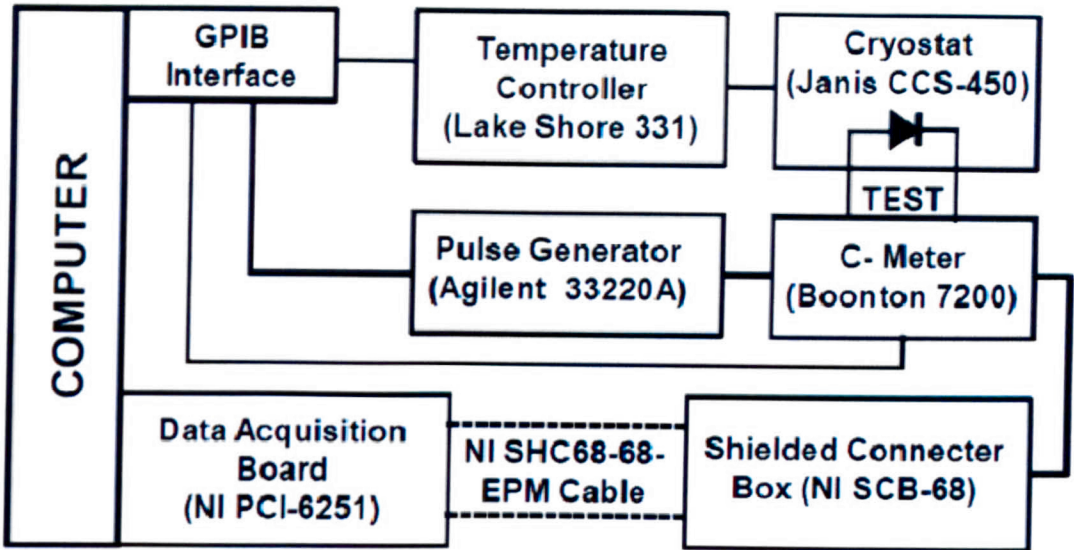 GPIB
Interface
Temperature
Controller
(Lake Shore 331)
Cryostat
(Janis CCS-450)
TEST
COMPUTER
Pulse Generator
(Agilent 33220A)
C- Meter
(Boonton 7200)
Data Acquisition
Board
(NI PCI-6251)
NI SHC68-68-
EPM Cable
Shielded Connecter
Box (NI SCB-68)